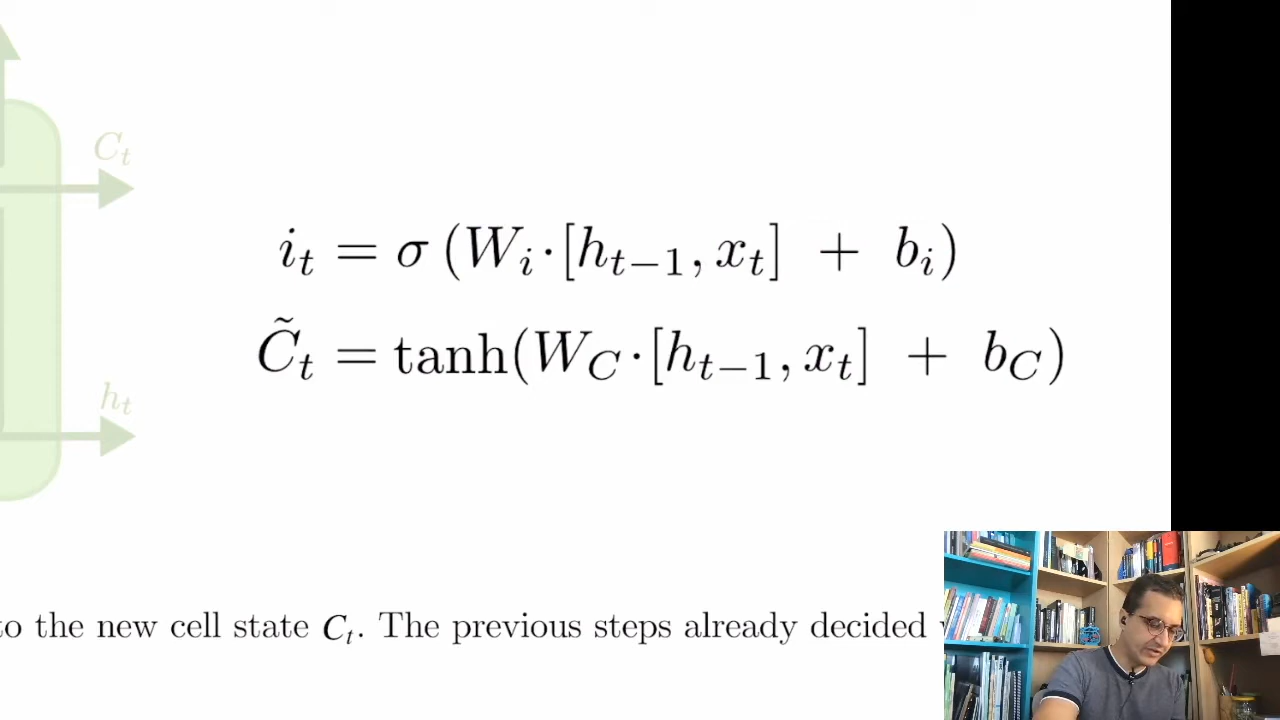 C_t
i_t = σ (W_i · [h_{t−1}, x_t] + b_i)
C̃_t = tanh(W_C · [h_{t−1}, x_t] + b_C)
h_t
to the new cell state C_t. The previous steps already decided